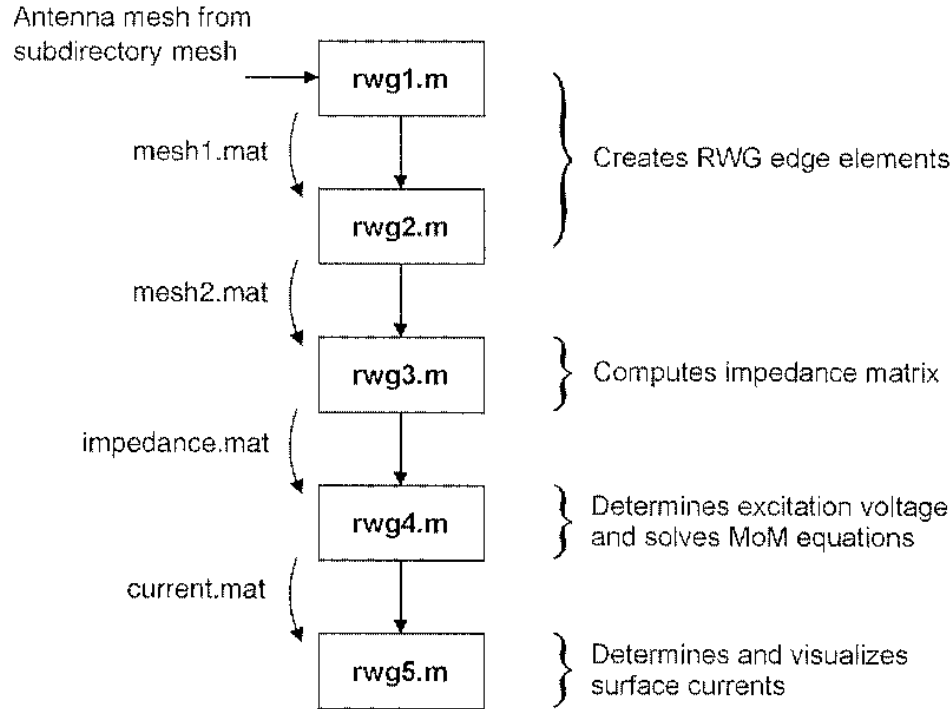 Antenna mesh from
subdirectory mesh
rwg1.m
mesh1.mat
Creates RWG edge elements
rwg2.m
mesh2.mat
rwg3.m
Computes impedance matrix
impedance.mat
rwg4.m
Determines excitation voltage
and solves MoM equations
current.mat
rwg5.m
Determines and visualizes
surface currents